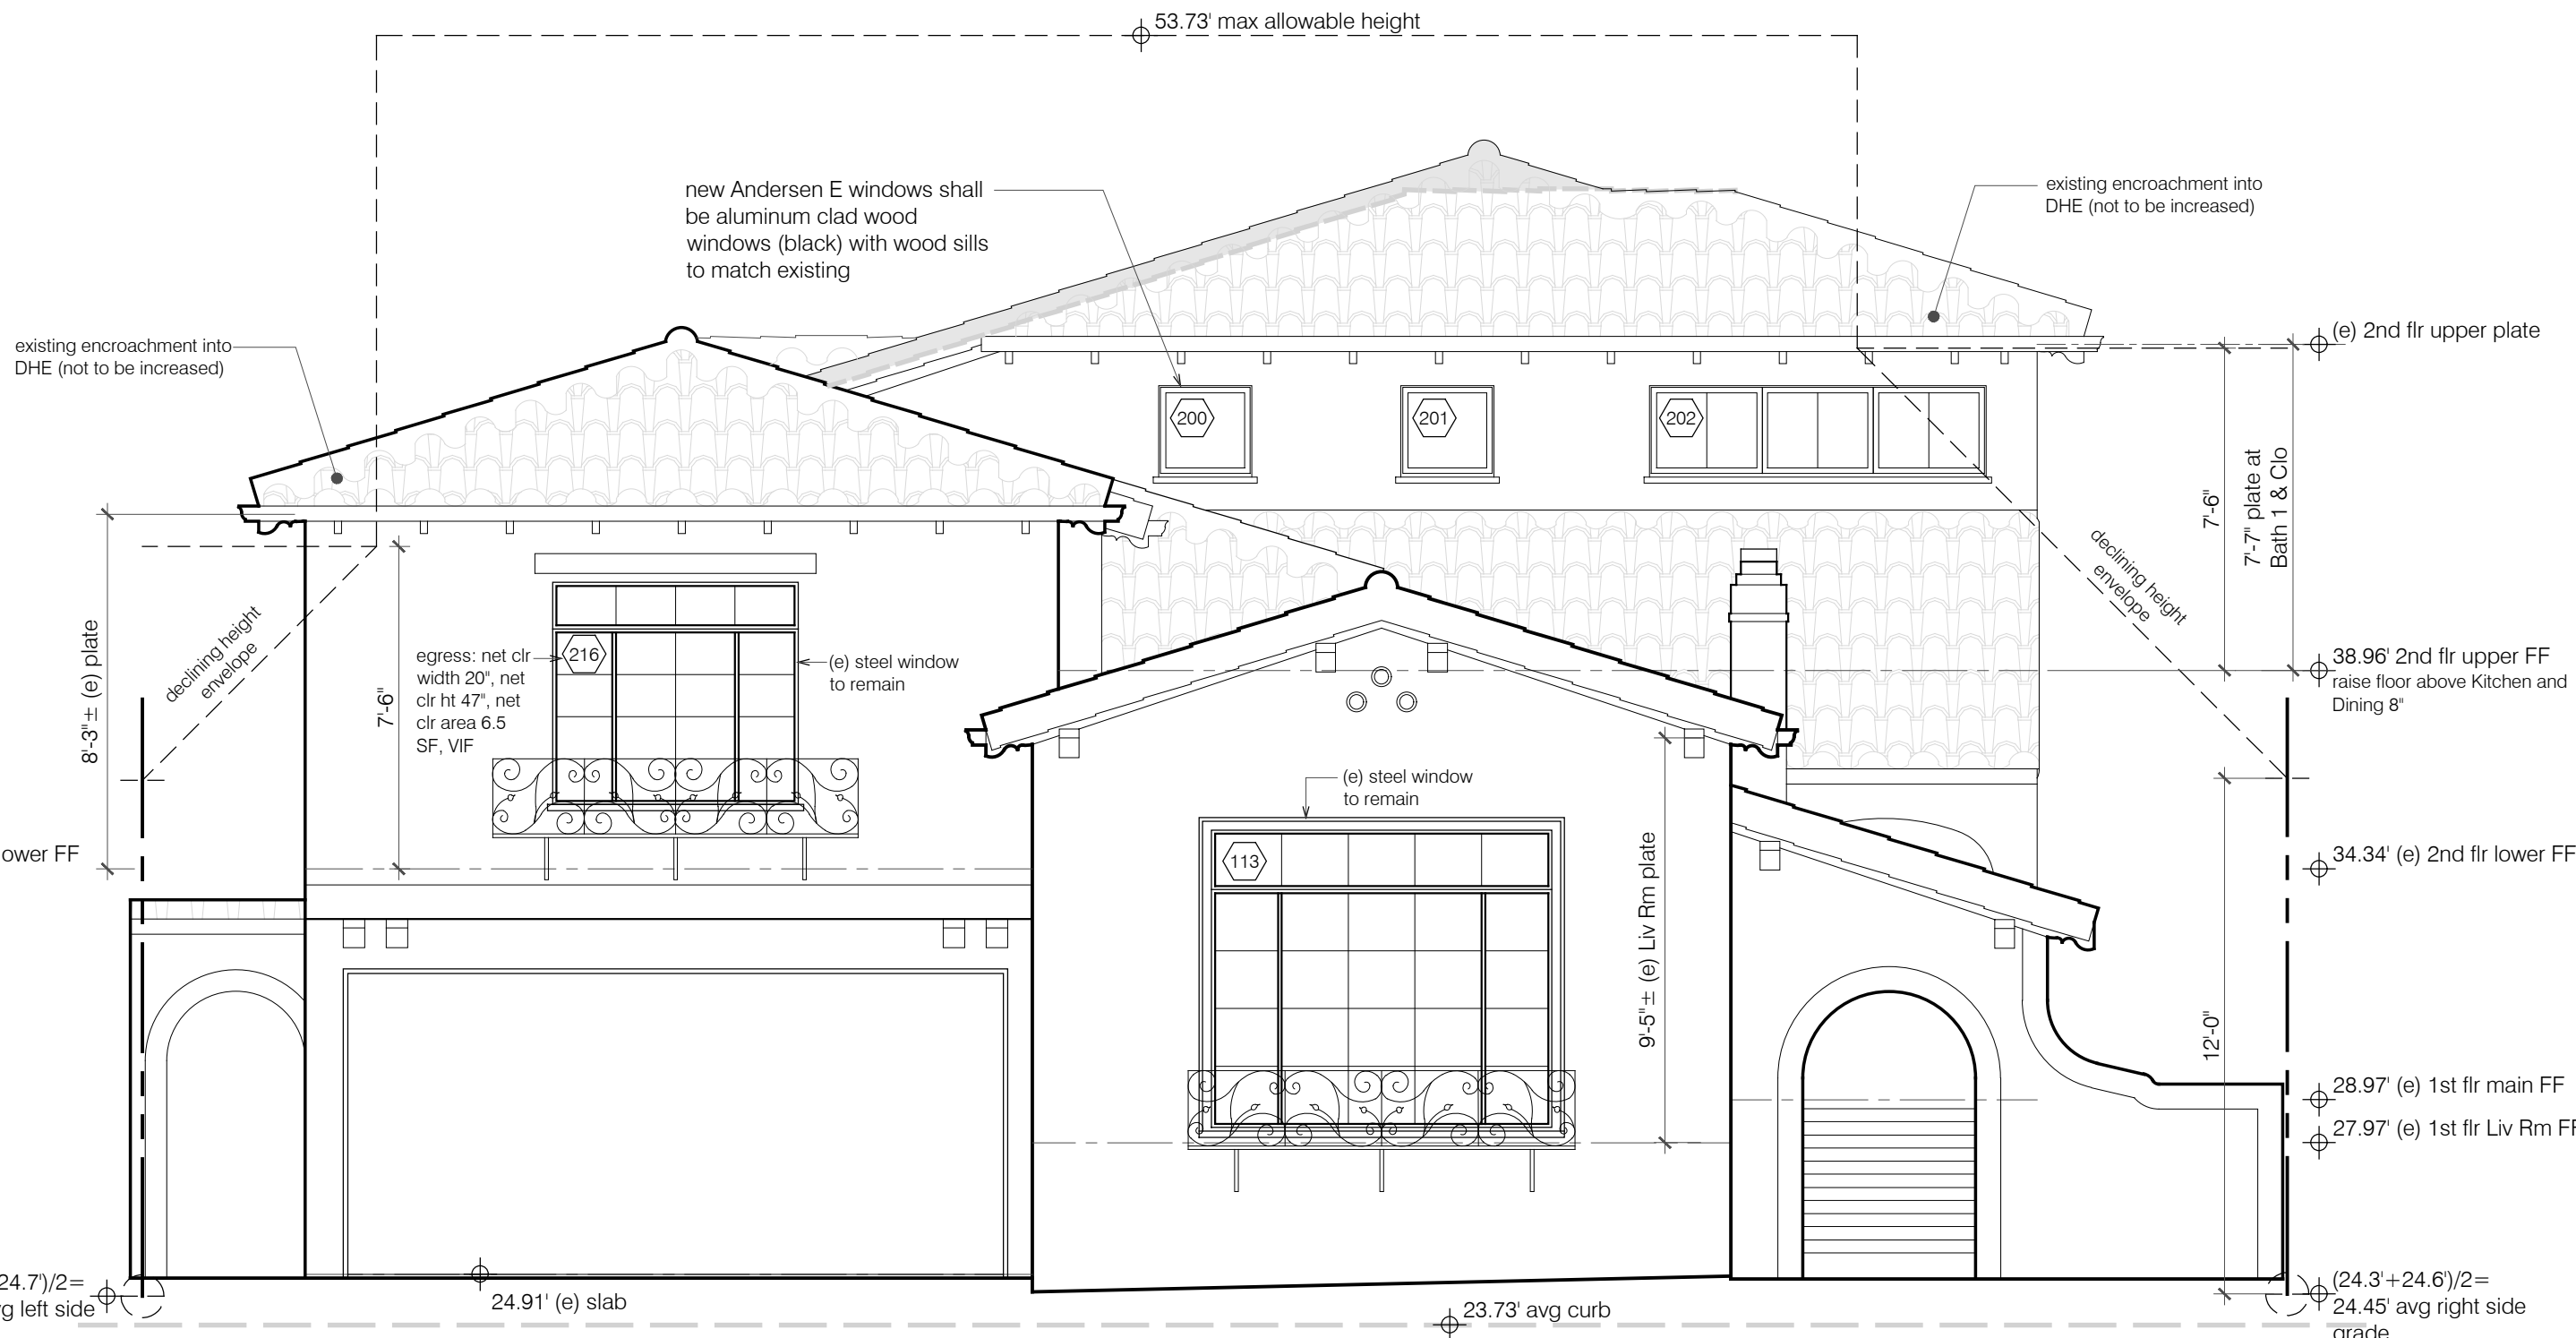 53.73' max allowable height
new Andersen E windows shall
be aluminum clad wood
windows (black) with wood sills
to match existing
existing encroachment into
DHE (not to be increased)
existing encroachment into
DHE (not to be increased)
(e) 2nd flr upper plate
200
201
202
7'-6"
7'-7" plate at
Bath 1 & Clo
declining height
envelope
declining height
envelope
8'-3"± (e) plate
7'-6"
egress: net clr
width 20", net
clr ht 47", net
clr area 6.5
SF, VIF
216
(e) steel window
to remain
38.96' 2nd flr upper FF
raise floor above Kitchen and
Dining 8"
(e) steel window
to remain
113
9'-5"± (e) Liv Rm plate
ower FF
34.34' (e) 2nd flr lower FF
12'-0"
28.97' (e) 1st flr main FF
27.97' (e) 1st flr Liv Rm FF
24.7')/2=
g left side
24.91' (e) slab
23.73' avg curb
(24.3'+24.6')/2=
24.45' avg right side
grade